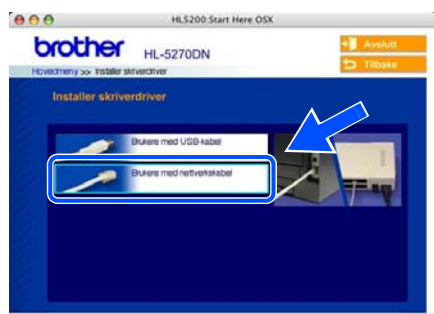 HL5200:Start Here OSX
brother
HL-5270DN
Avslutt
Tilbake
Hovedmeny >> Installer skriverdriver
Installer skriverdriver
Brukere med USB-kabel
Brukere med nettverkskabel